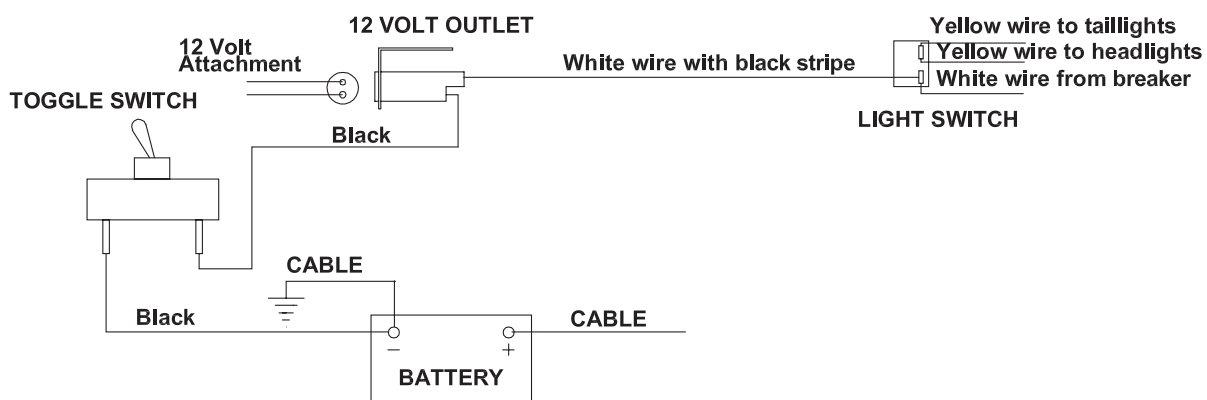 12 VOLT OUTLET
Yellow wire to taillights
12 Volt
Attachment
Yellow wire to headlights
White wire with black stripe
White wire from breaker
TOGGLE SWITCH
LIGHT SWITCH
Black
CABLE
Black
CABLE
BATTERY